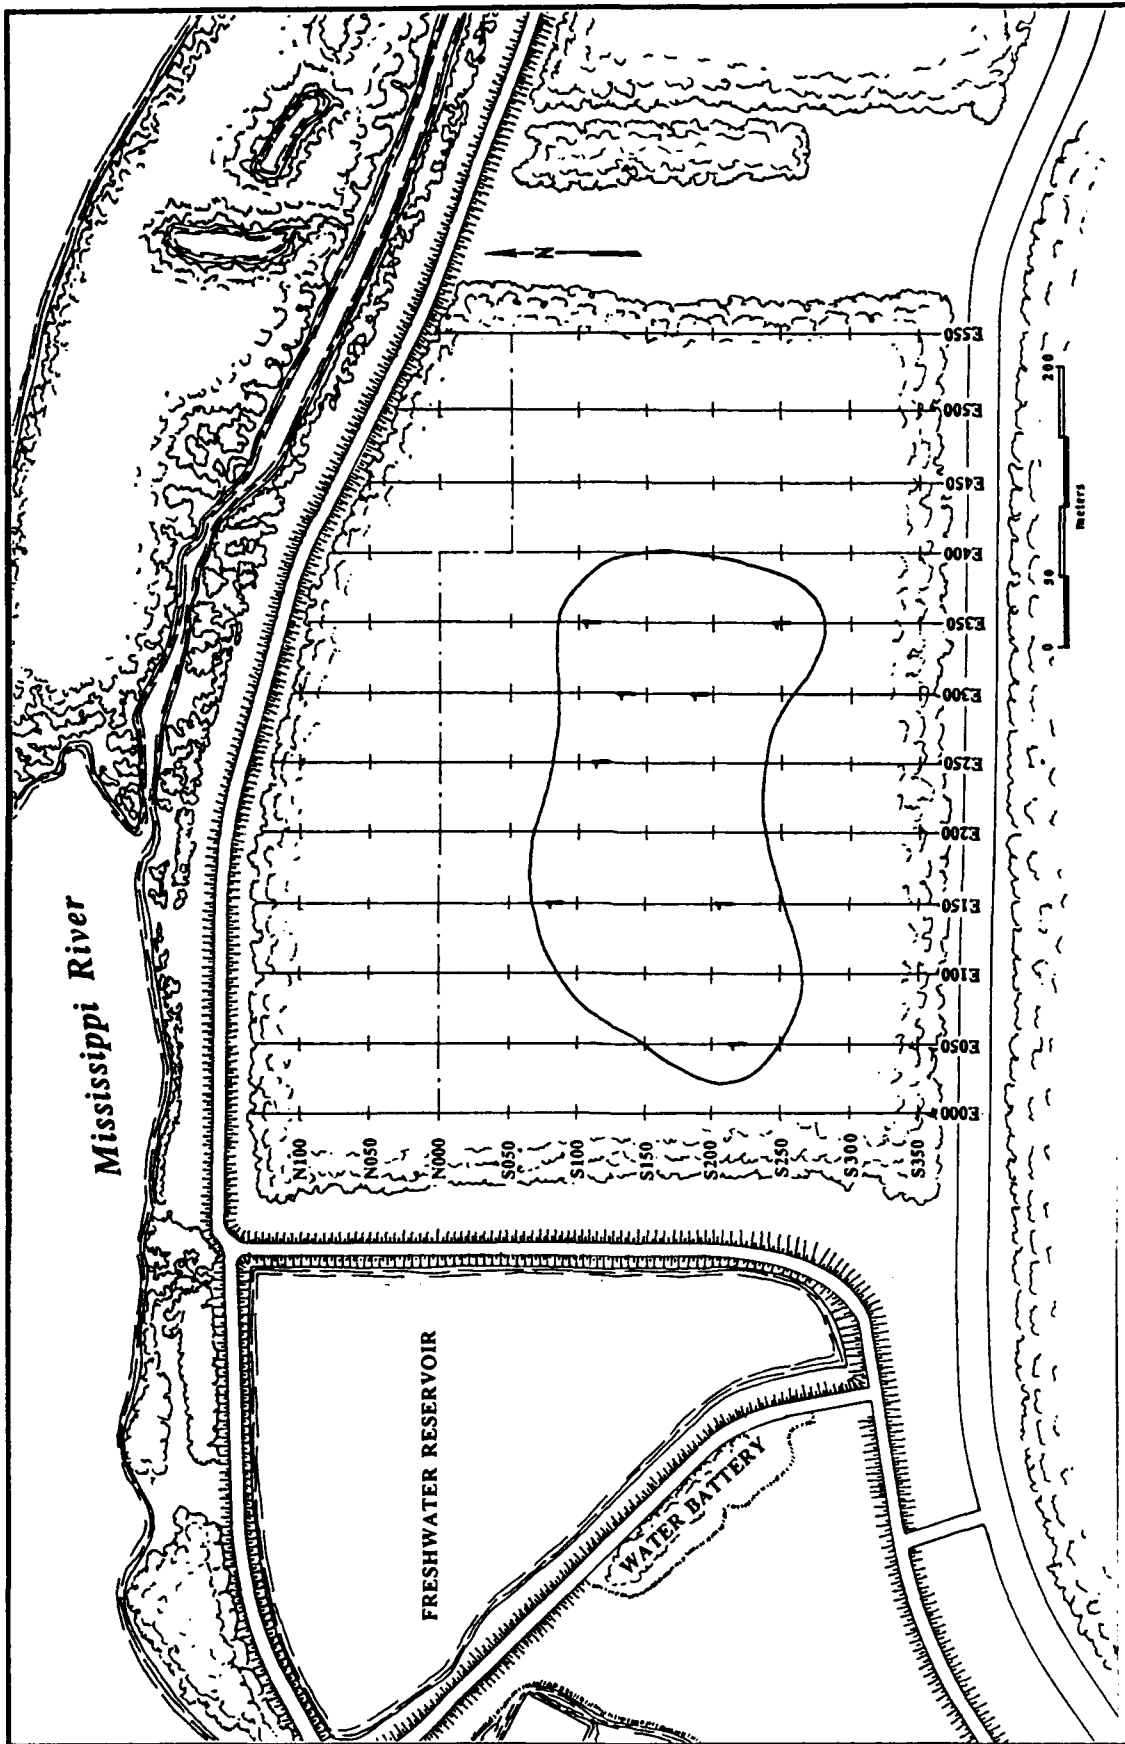 Mississippi River
FRESHWATER RESERVOIR
WATER BATTERY
N
N100
N050
N000
S050
S100
S150
S200
S250
S300
S350
E000
E050
E100
E150
E200
E250
E300
E350
E400
E450
E500
E550
0
50
200
meters